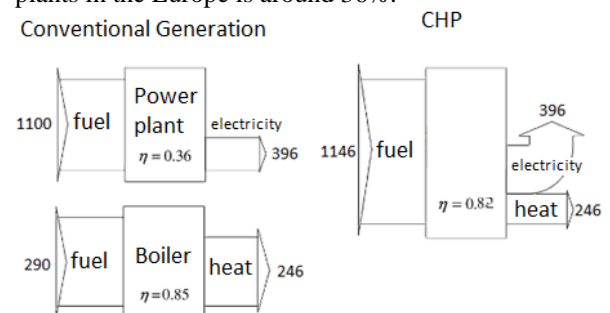 plants in the Europe is around 36%.
Conventional Generation
CHP
1100
fuel
Power
plant
η = 0.36
electricity
396
290
fuel
Boiler
η = 0.85
heat
246
1146
fuel
η = 0.82
396
electricity
heat
246